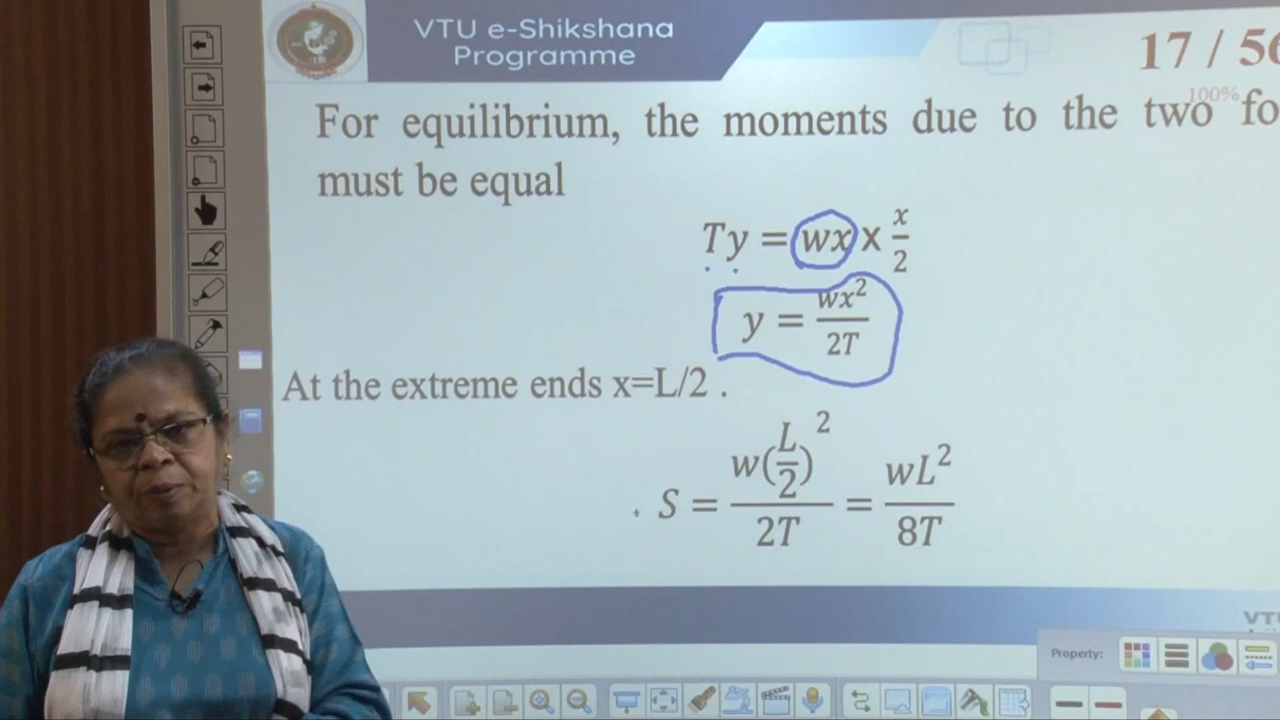 VTU e-Shikshana
Programme
17 / 56
100%
For equilibrium, the moments due to the two fo
must be equal
Ty = wx x x/2
y = wx²/2T
At the extreme ends x=L/2 .
S = w(L/2)²/2T = wL²/8T
VTU
Property: